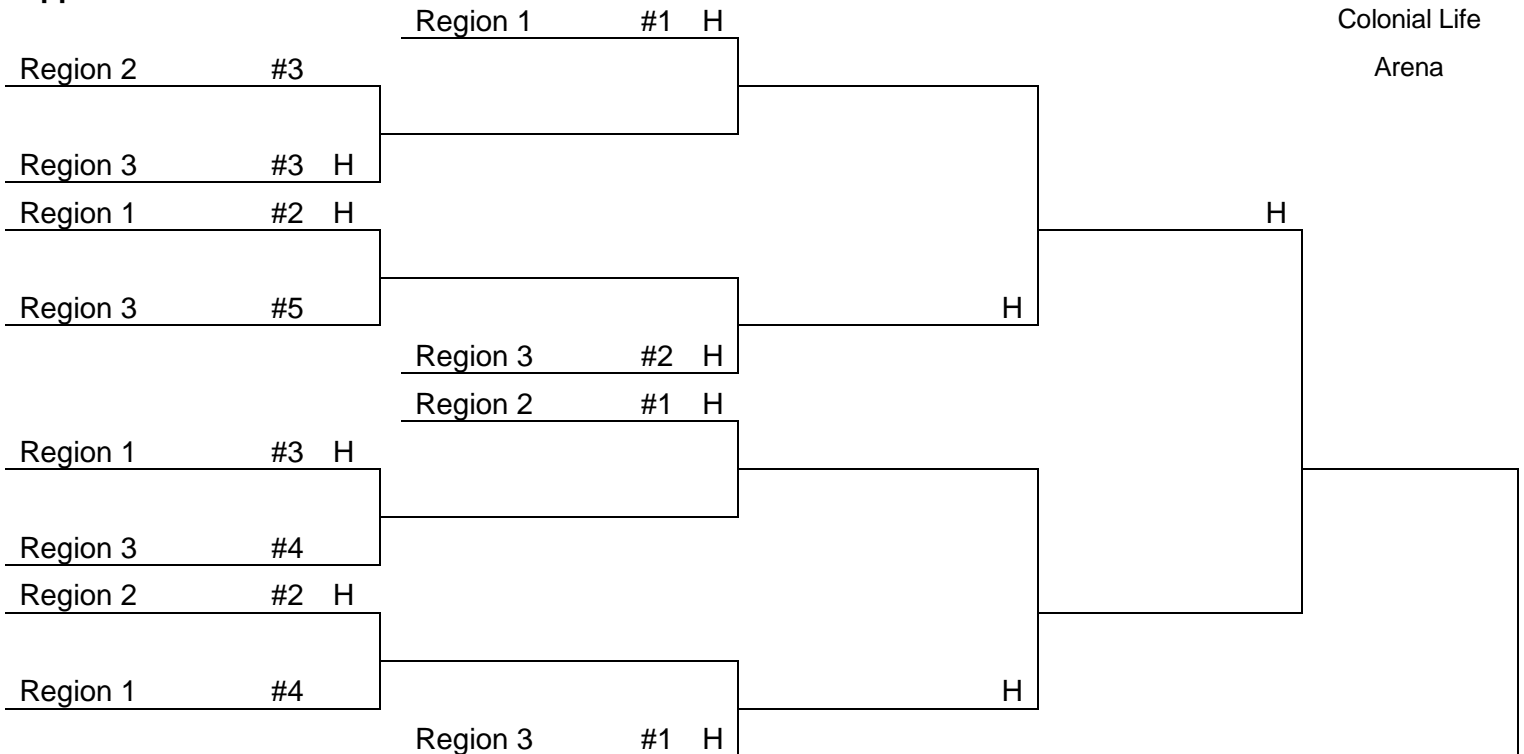 Region 1 #1 H
Colonial Life
Region 2 #3
Arena
Region 3 #3 H
Region 1 #2 H
H
Region 3 #5
H
Region 3 #2 H
Region 2 #1 H
Region 1 #3 H
Region 3 #4
Region 2 #2 H
Region 1 #4
H
Region 3 #1 H